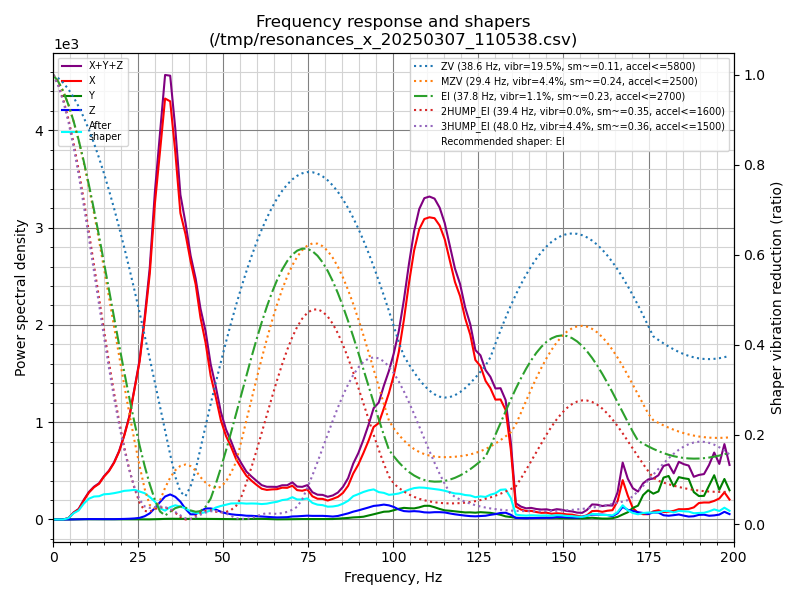 Frequency response and shapers
(/tmp/resonances_x_20250307_110538.csv)
1e3
X+Y+Z
X
Y
Z
After
shaper
ZV (38.6 Hz, vibr=19.5%, sm~=0.11, accel<=5800)
MZV (29.4 Hz, vibr=4.4%, sm~=0.24, accel<=2500)
EI (37.8 Hz, vibr=1.1%, sm~=0.23, accel<=2700)
2HUMP_EI (39.4 Hz, vibr=0.0%, sm~=0.35, accel<=1600)
3HUMP_EI (48.0 Hz, vibr=4.4%, sm~=0.36, accel<=1500)
Recommended shaper: EI
Power spectral density
4
3
2
1
0
1.0
0.8
0.6
0.4
0.2
0.0
Shaper vibration reduction (ratio)
0
25
50
75
100
125
150
175
200
Frequency, Hz